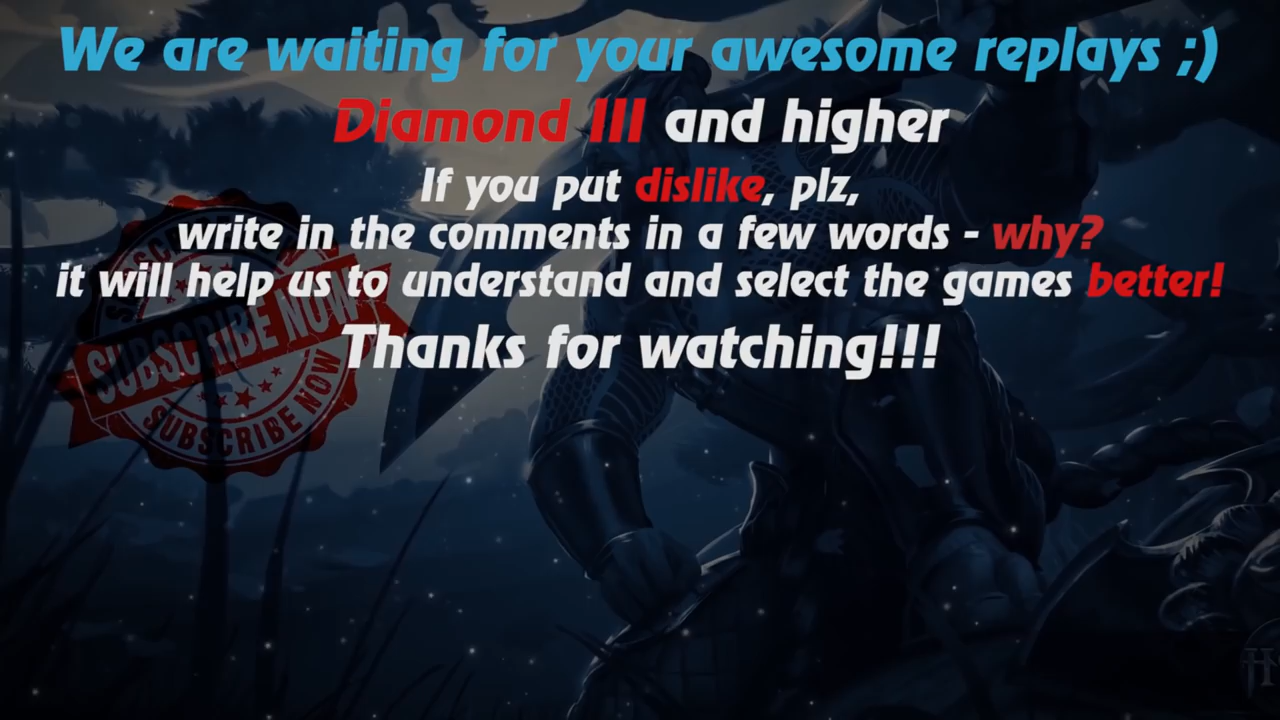 We are waiting for your awesome replays ;)
Diamond III and higher
If you put dislike, plz,
write in the comments in a few words - why?
it will help us to understand and select the games better!
Thanks for watching!!!
SUBSCRIBE NOW
SUBSCRIBE NOW